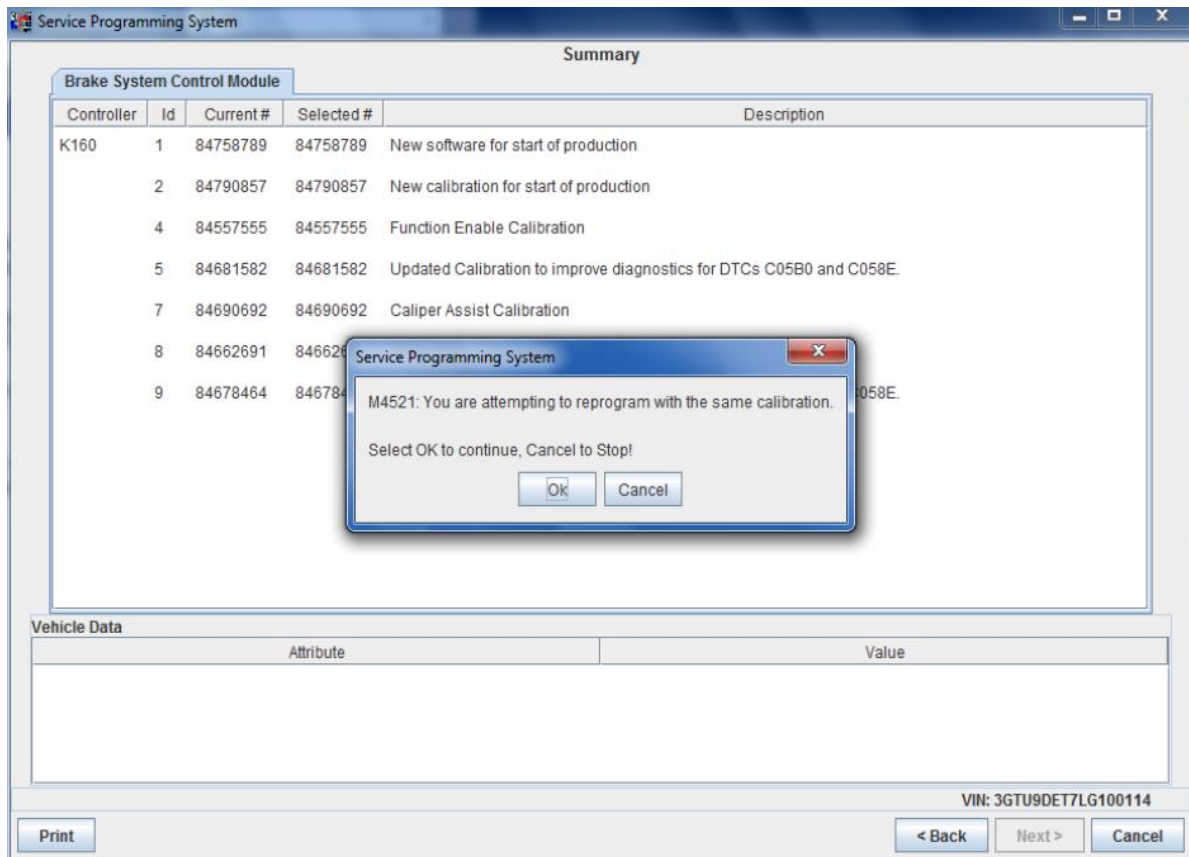 Service Programming System
Summary
Brake System Control Module
Controller Id Current # Selected # Description
K160 1 84758789 84758789 New software for start of production
2 84790857 84790857 New calibration for start of production
4 84557555 84557555 Function Enable Calibration
5 84681582 84681582 Updated Calibration to improve diagnostics for DTCs C05B0 and C058E.
7 84690692 84690692 Caliper Assist Calibration
8 84662691
9 84678464 C058E.
Service Programming System
M4521: You are attempting to reprogram with the same calibration.
Select OK to continue, Cancel to Stop!
Ok Cancel
Vehicle Data
Attribute Value
VIN: 3GTU9DET7LG100114
Print < Back Next > Cancel